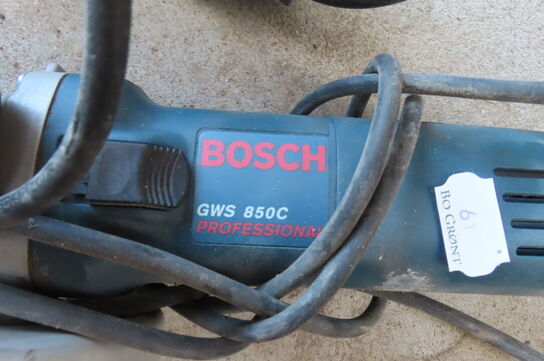 BOSCH
GWS 850C
PROFESSIONAL
61
BO GRØNT